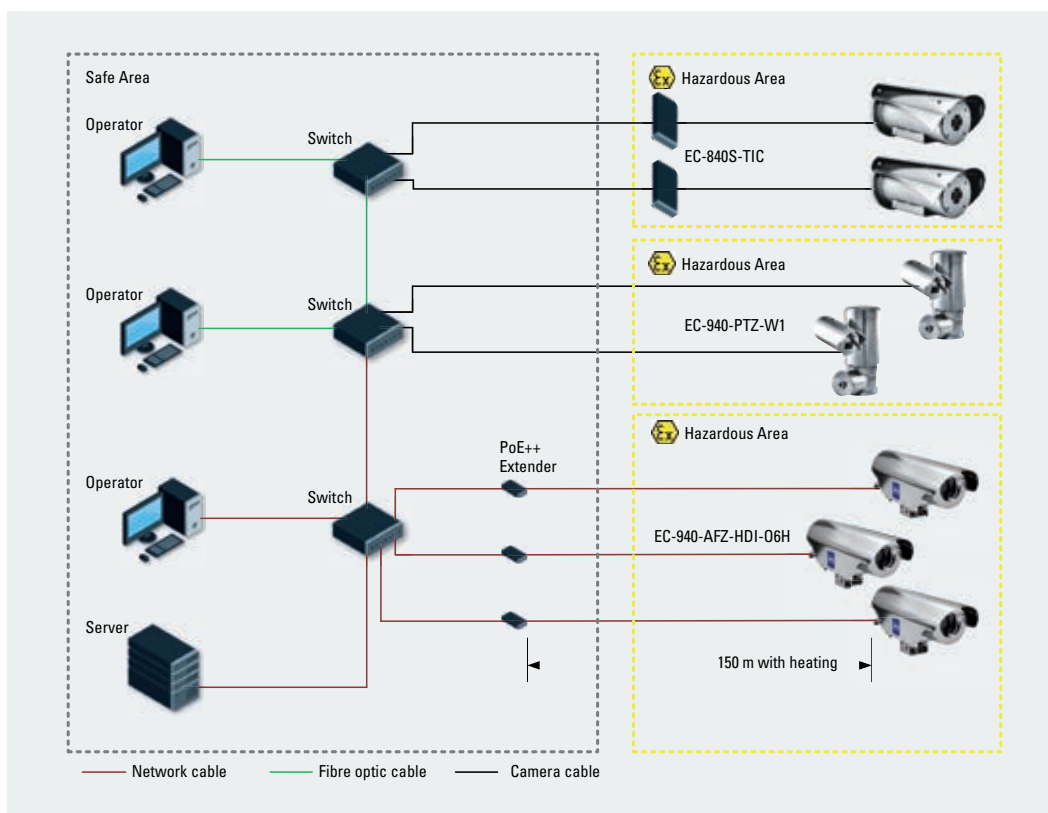 Safe Area
Operator
Switch
Hazardous Area
EC-840S-TIC
Operator
Switch
Hazardous Area
EC-940-PTZ-W1
Operator
Switch
PoE++
Extender
Hazardous Area
EC-940-AFZ-HDI-O6H
Server
150 m with heating
Network cable
Fibre optic cable
Camera cable